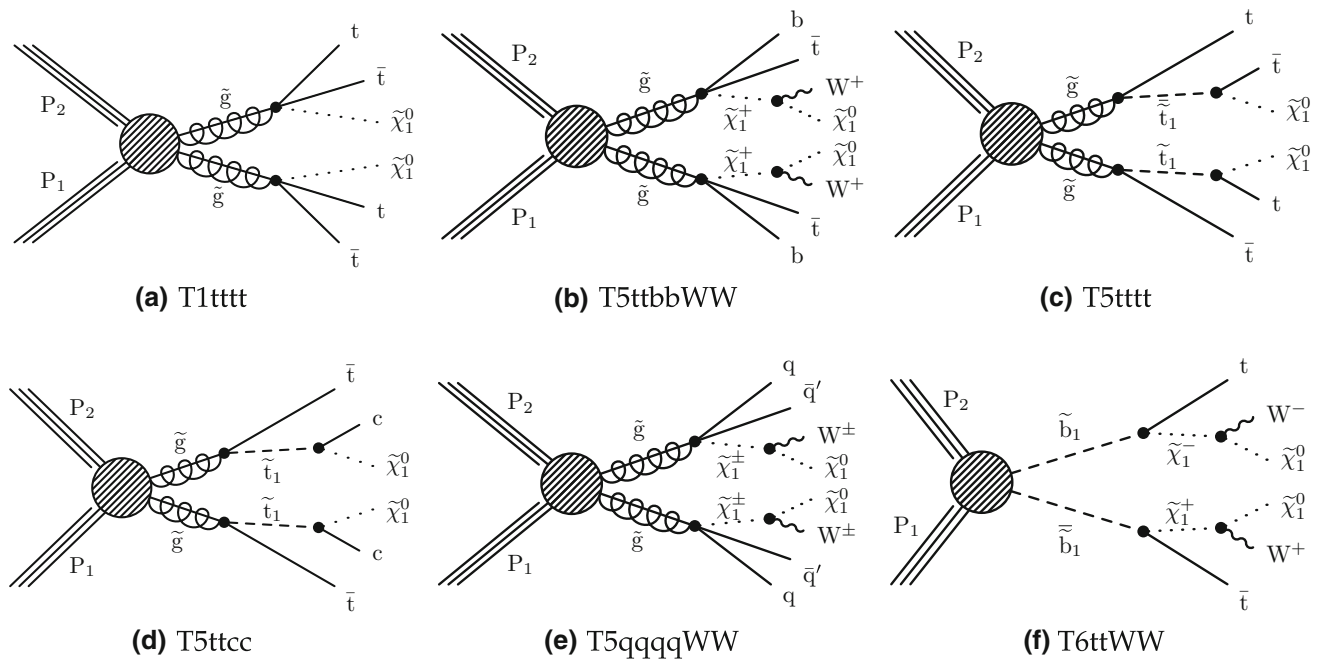 t
P₂
g̃
t̄
χ̃₁⁰
P₁
χ̃₁⁰
g̃
t
t̄
(a) T1tttt
b
P₂
t̄
g̃
W⁺
χ̃₁⁺
χ̃₁⁰
χ̃₁⁺
χ̃₁⁰
P₁
g̃
W⁺
t̄
b
(b) T5ttbbWW
t
P₂
t̄
g̃
t̃̄₁
χ̃₁⁰
t̃₁
χ̃₁⁰
P₁
g̃
t
t̄
(c) T5tttt
t̄
P₂
c
g̃
t̃₁
χ̃₁⁰
t̃₁
χ̃₁⁰
g̃
c
P₁
t̄
(d) T5ttcc
q
P₂
q̄′
g̃
W±
χ̃₁±
χ̃₁⁰
χ̃₁±
χ̃₁⁰
g̃
W±
P₁
q̄′
q
(e) T5qqqqWW
t
P₂
W⁻
b̃₁
χ̃₁⁻
χ̃₁⁰
χ̃₁⁺
χ̃₁⁰
P₁
b̃̄₁
W⁺
t̄
(f) T6ttWW